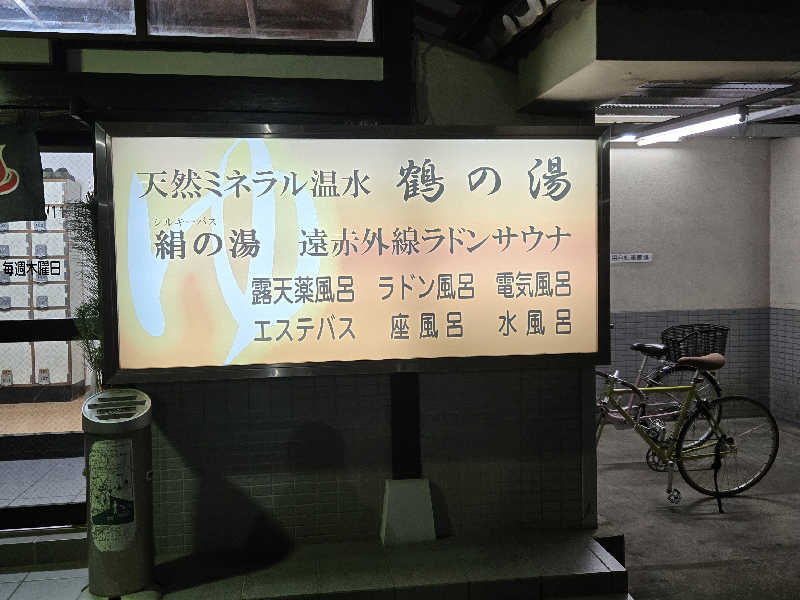 天然ミネラル温水 鶴の湯
シルキーバス
絹の湯 遠赤外線ラドンサウナ
露天薬風呂 ラドン風呂 電気風呂
エステバス 座風呂 水風呂
ゆ
毎週木曜日